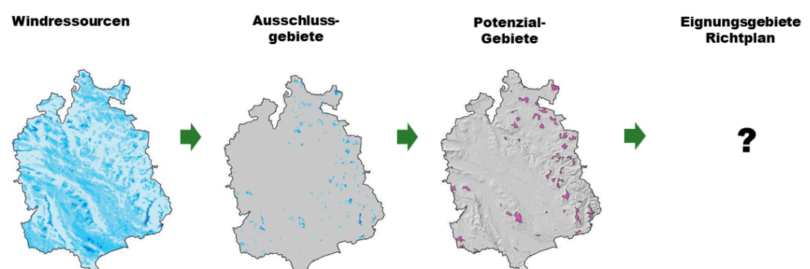 Windressourcen
Ausschluss-
gebiete
Potenzial-
Gebiete
Eignungsgebiete
Richtplan
?